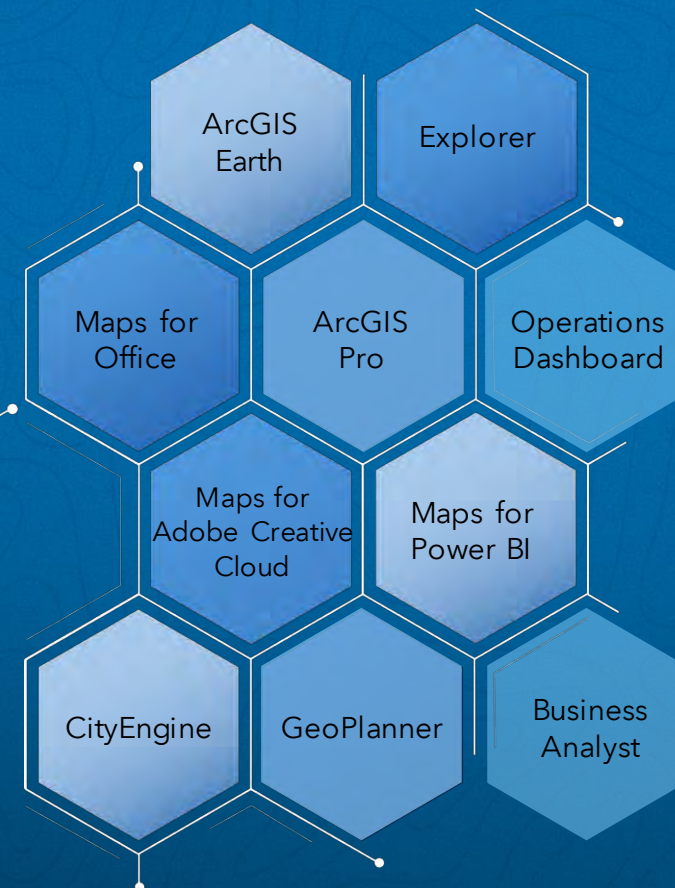 ArcGIS
Earth
Explorer
Maps for
Office
ArcGIS
Pro
Operations
Dashboard
Maps for
Adobe Creative
Cloud
Maps for
Power BI
CityEngine
GeoPlanner
Business
Analyst